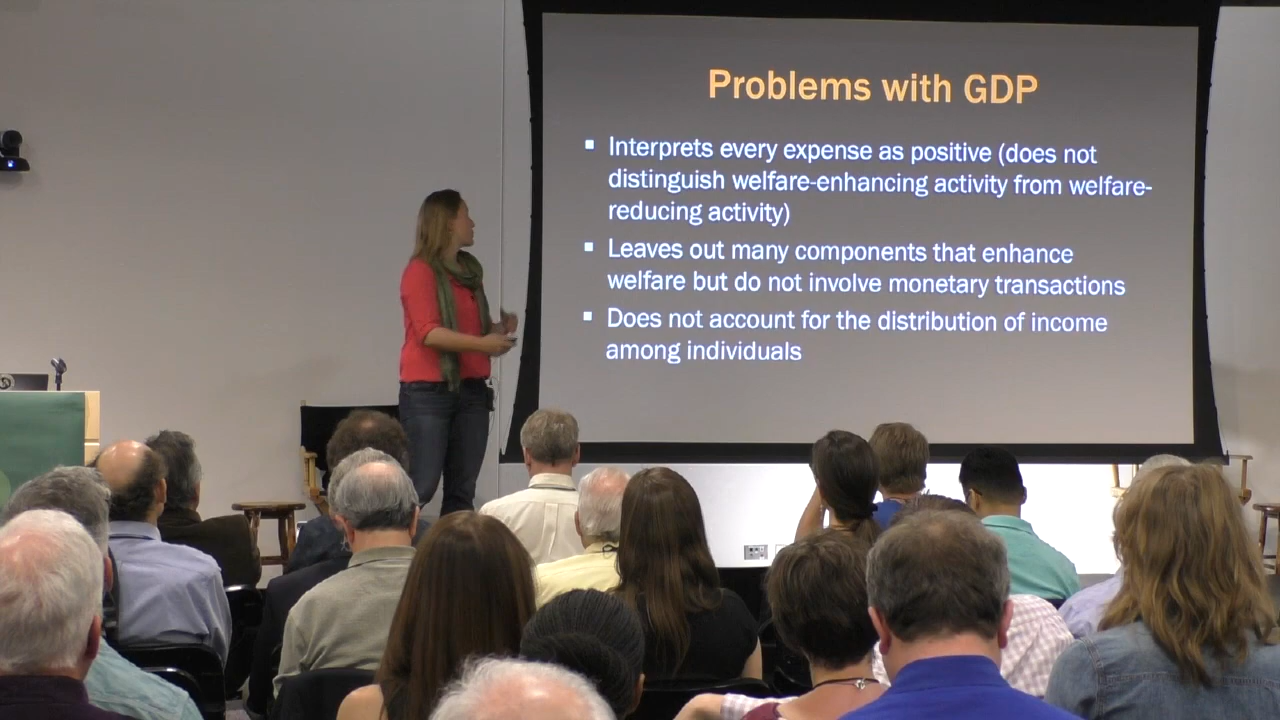 Problems with GDP
▪ Interprets every expense as positive (does not
distinguish welfare-enhancing activity from welfare-
reducing activity)
▪ Leaves out many components that enhance
welfare but do not involve monetary transactions
▪ Does not account for the distribution of income
among individuals